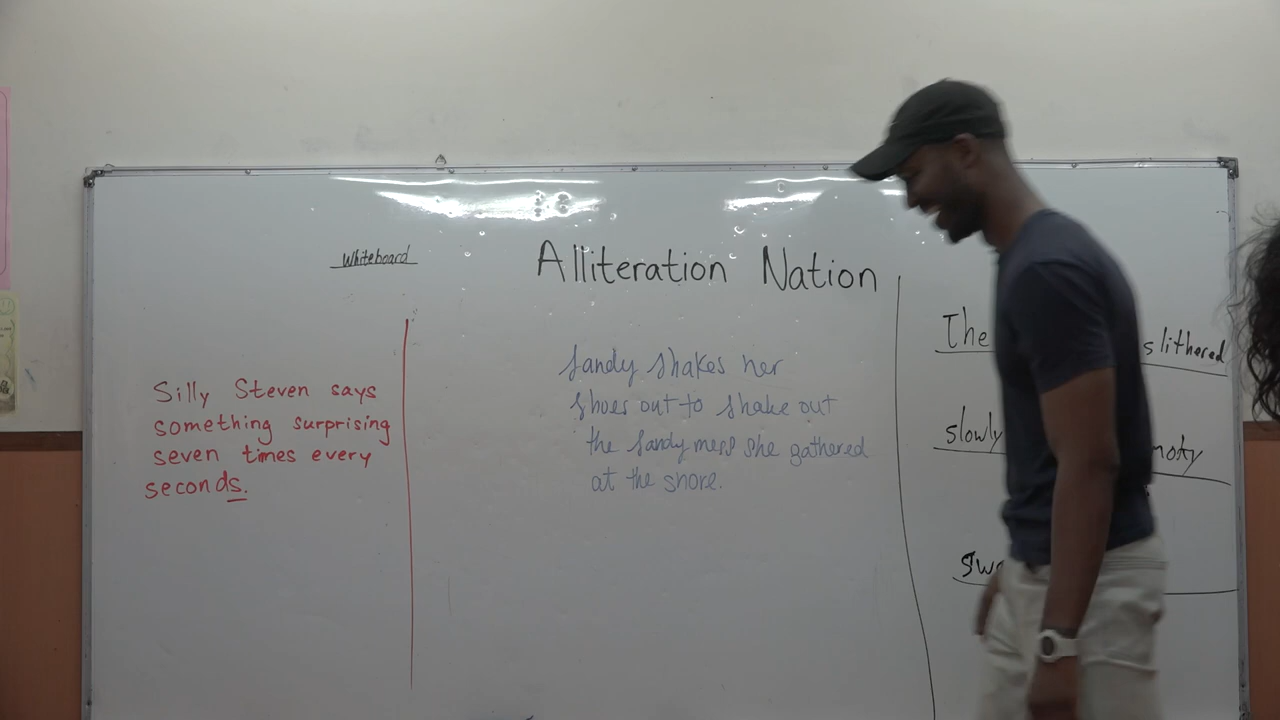 Whiteboard
Alliteration Nation
Silly Steven says
something surprising
seven times every
seconds.
Sandy shakes her
shoes out to shake out
the sandy mess she gathered
at the shore.
The slithered
slowly